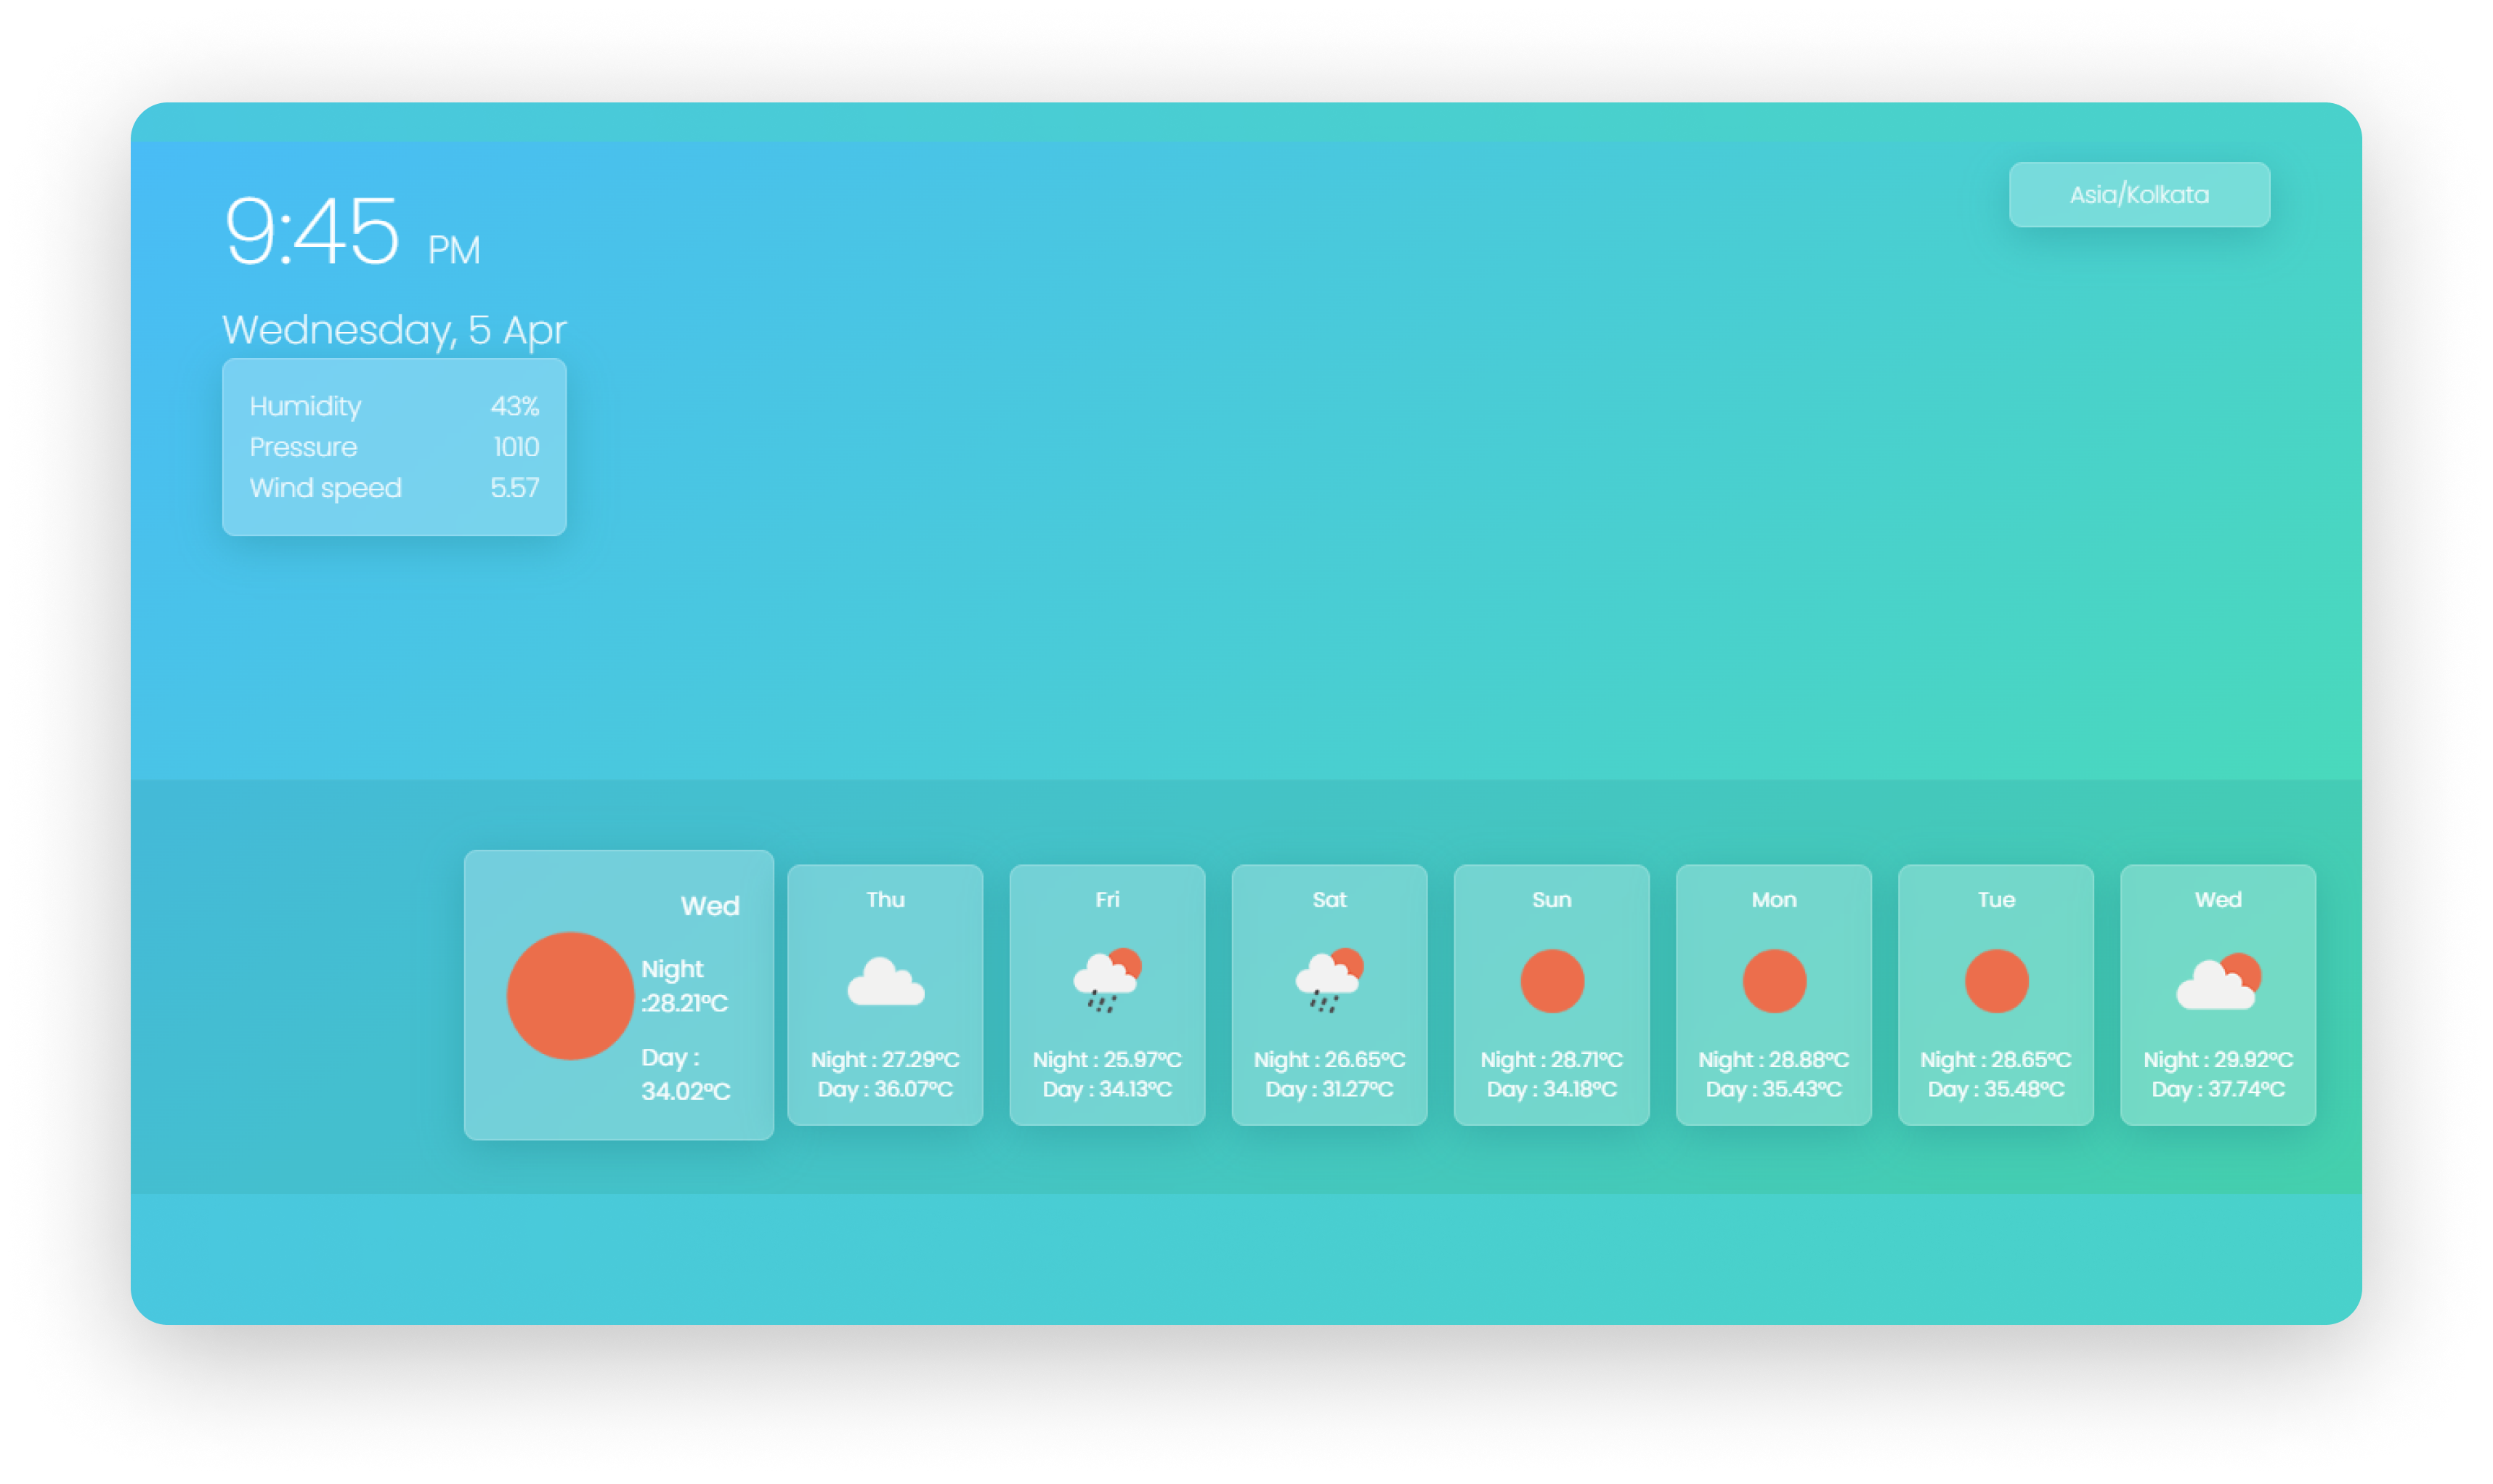 9:45 PM
Asia/Kolkata
Wednesday, 5 Apr
Humidity 43%
Pressure 1010
Wind speed 5.57
Wed
Night
:28.21°C
Day :
34.02°C
Thu
Night : 27.29°C
Day : 36.07°C
Fri
Night : 25.97°C
Day : 34.13°C
Sat
Night : 26.65°C
Day : 31.27°C
Sun
Night : 28.71°C
Day : 34.18°C
Mon
Night : 28.88°C
Day : 35.43°C
Tue
Night : 28.65°C
Day : 35.48°C
Wed
Night : 29.92°C
Day : 37.74°C